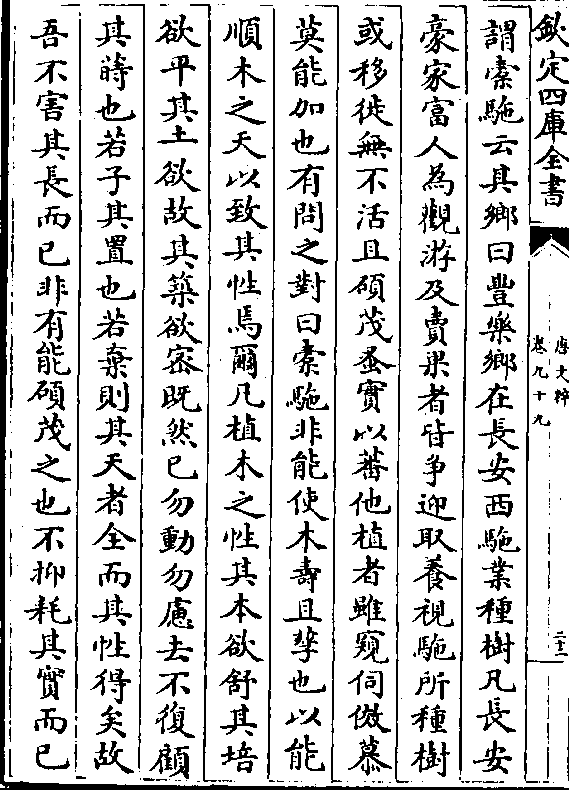 欽定四庫全書
唐文粹
卷九十九
二十二
謂橐駞云其鄉曰豐樂鄉在長安西駞業種樹凡長安
豪家富人為觀游及賣果者皆爭迎取養視駞所種樹
或移徙無不活且碩茂蚤實以蕃他植者雖窺伺傚慕
莫能加也有問之對曰橐駞非能使木壽且孳也以能
順木之天以致其性焉爾凡植木之性其本欲舒其培
欲平其土欲故其築欲宻既然已勿動勿慮去不復顧
其蒔也若子其置也若棄則其天者全而其性得矣故
吾不害其長而已非有能碩茂之也不抑耗其實而已